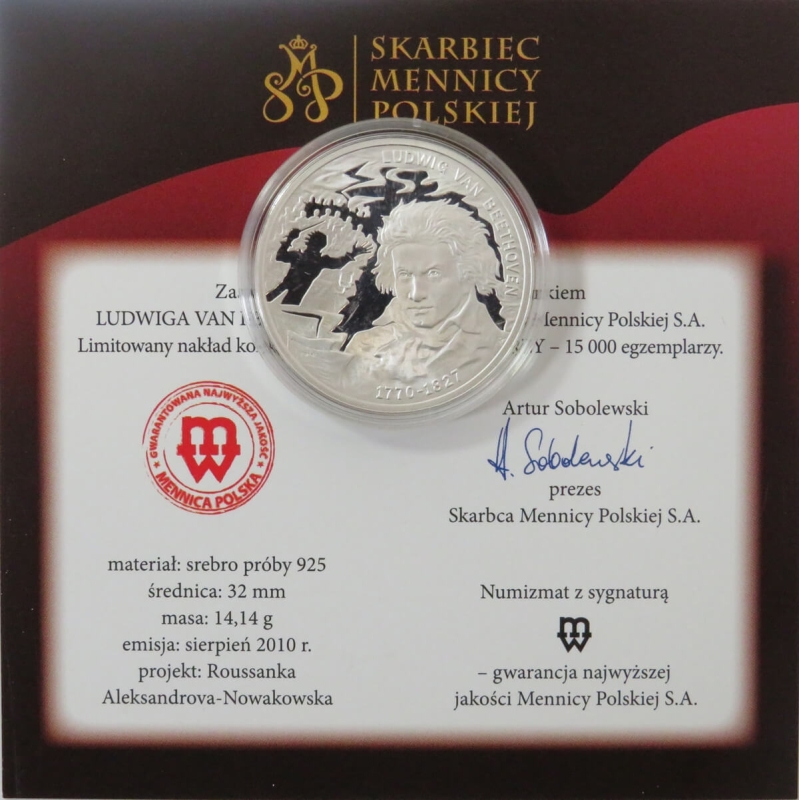 SKARBIEC
MENNICY
POLSKIEJ
LUDWIG VAN BEETHOVEN
1770-1827
LUDWIGA VAN
Mennicy Polskiej S.A.
Limitowany nakład
– 15 000 egzemplarzy.
GWARANTOWANA NAJWYŻSZA JAKOŚĆ
MW
MENNICA POLSKA
Artur Sobolewski
A. Sobolewski
prezes
Skarbca Mennicy Polskiej S.A.
materiał: srebro próby 925
średnica: 32 mm
masa: 14,14 g
emisja: sierpień 2010 r.
projekt: Roussanka
Aleksandrova-Nowakowska
Numizmat z sygnaturą
MW
– gwarancja najwyższej
jakości Mennicy Polskiej S.A.